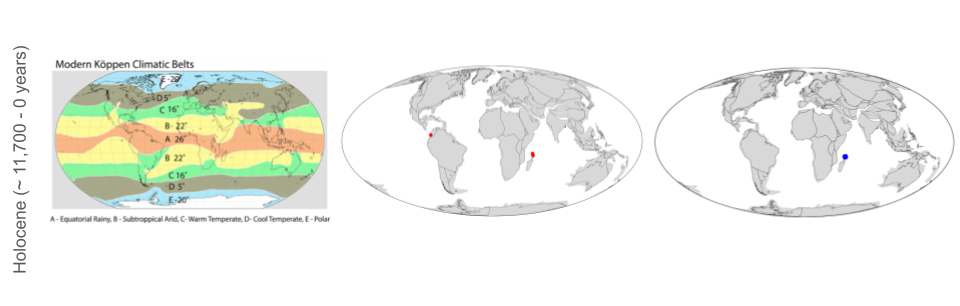 Holocene (~ 11,700 - 0 years)
Modern Köppen Climatic Belts
E -20°
D 5°
C 16°
B - 22°
A 26°
B 22°
C 16°
D 5°
E -20°
A - Equatorial Rainy, B - Subtroppical Arid, C- Warm Temperate, D- Cool Temperate, E - Polar